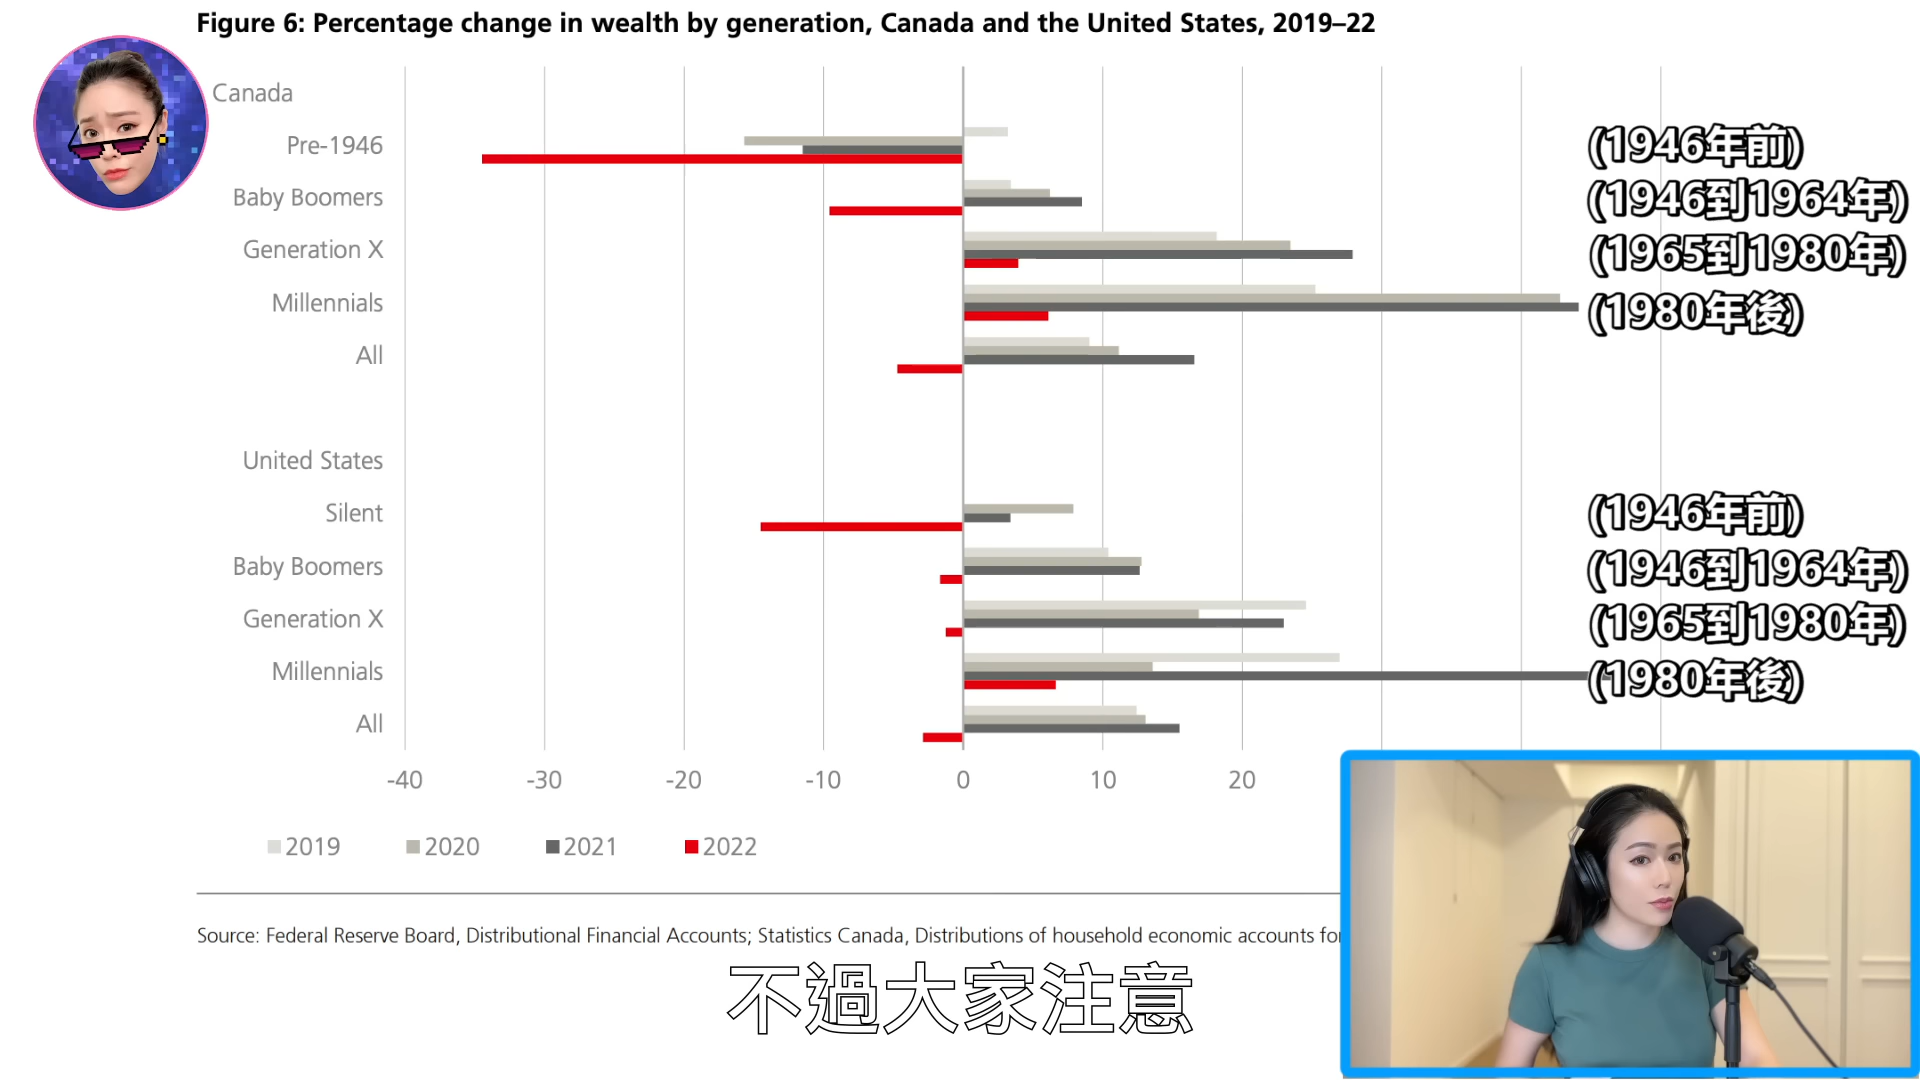 Figure 6: Percentage change in wealth by generation, Canada and the United States, 2019–22
Canada
Pre-1946
(1946年前)
Baby Boomers
(1946到1964年)
Generation X
(1965到1980年)
Millennials
(1980年後)
All
United States
Silent
(1946年前)
Baby Boomers
(1946到1964年)
Generation X
(1965到1980年)
Millennials
(1980年後)
All
-40 -30 -20 -10 0 10 20
2019 2020 2021 2022
Source: Federal Reserve Board, Distributional Financial Accounts; Statistics Canada, Distributions of household economic accounts for
不過大家注意